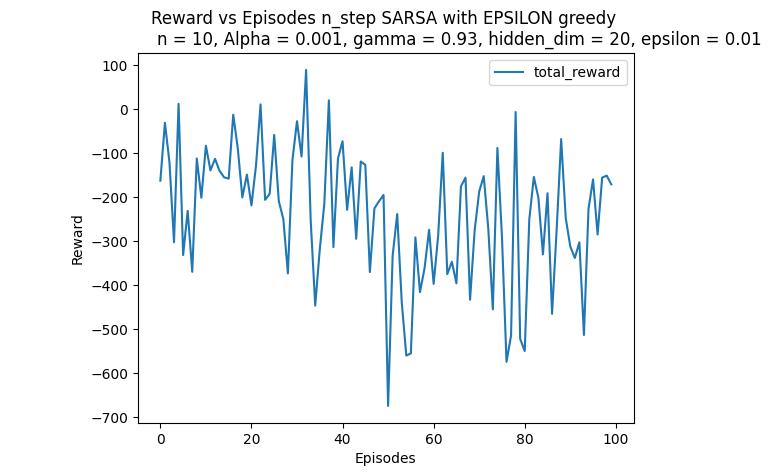 Reward vs Episodes n_step SARSA with EPSILON greedy
n = 10, Alpha = 0.001, gamma = 0.93, hidden_dim = 20, epsilon = 0.01
total_reward
100
0
−100
−200
−300
−400
−500
−600
−700
Reward
0 20 40 60 80 100
Episodes